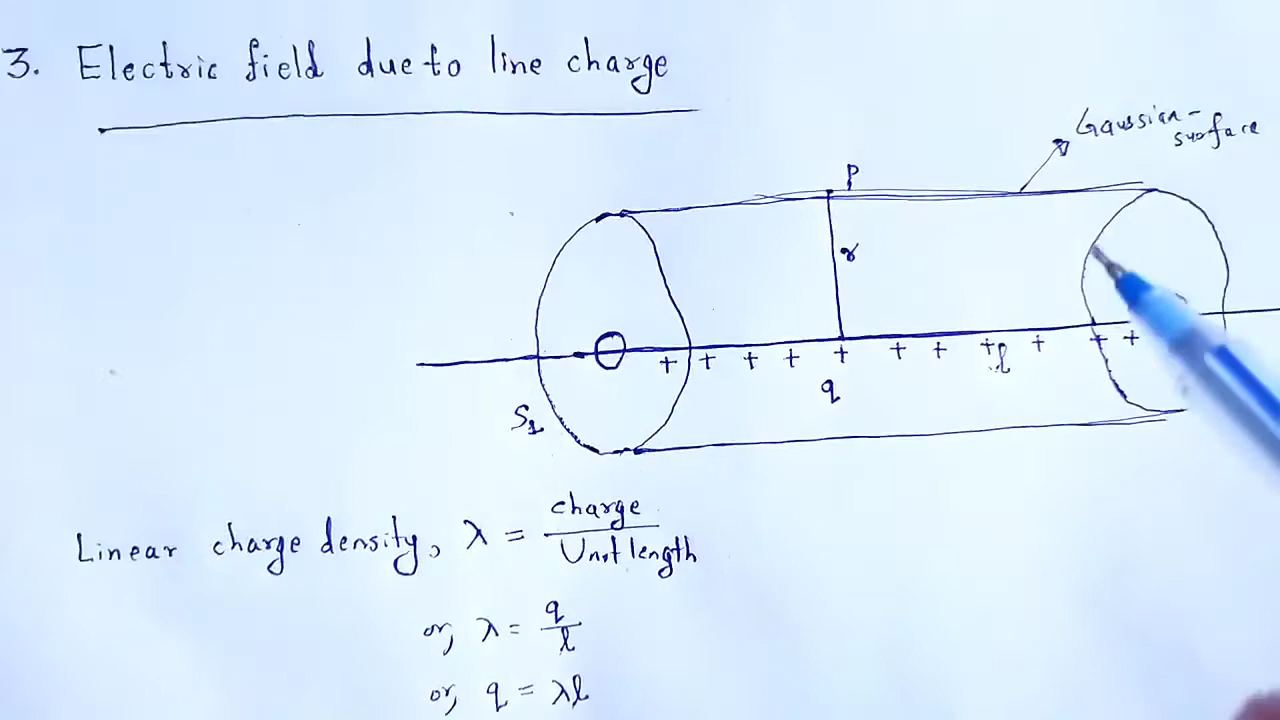 3. Electric field due to line charge
Gaussian-
surface
P
r
+ + + + + + + + + + +
q
l
S1
Linear charge density, λ = charge / Unit length
or, λ = q / l
or, q = λl